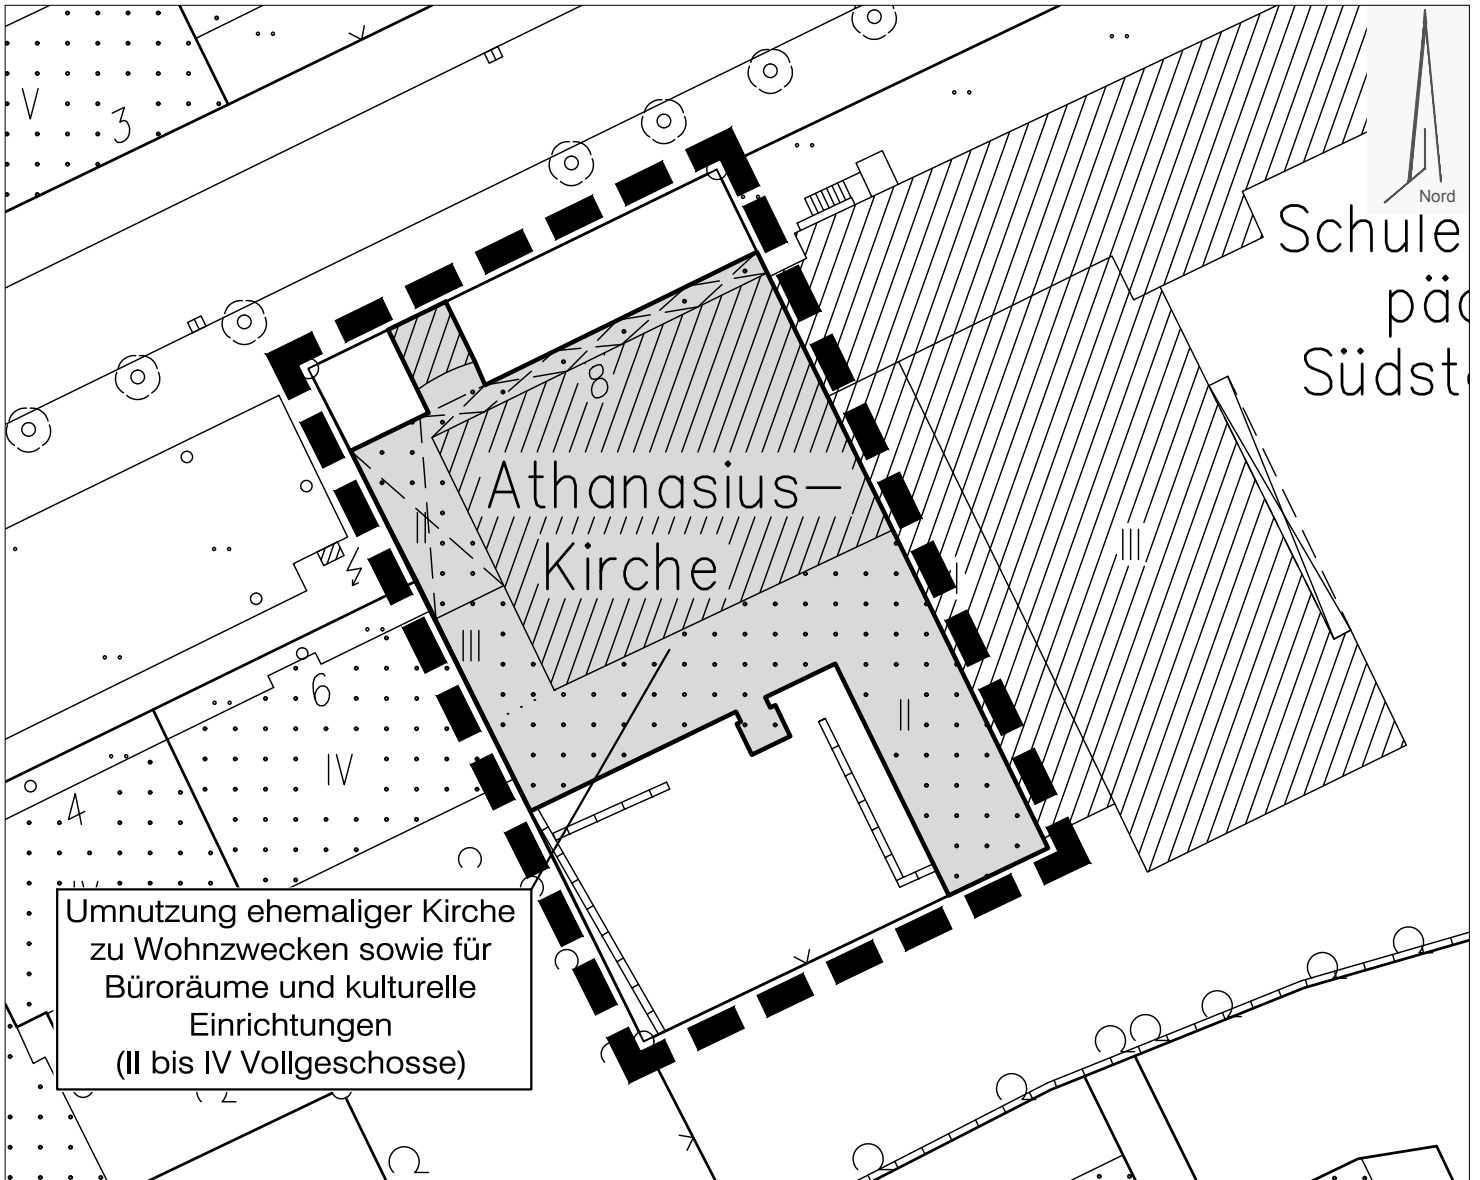 V
3
Nord
Schule
päd
Südst
8
Athanasius-
Kirche
II
III
III
I
6
IV
II
4
Umnutzung ehemaliger Kirche
zu Wohnzwecken sowie für
Büroräume und kulturelle
Einrichtungen
(II bis IV Vollgeschosse)